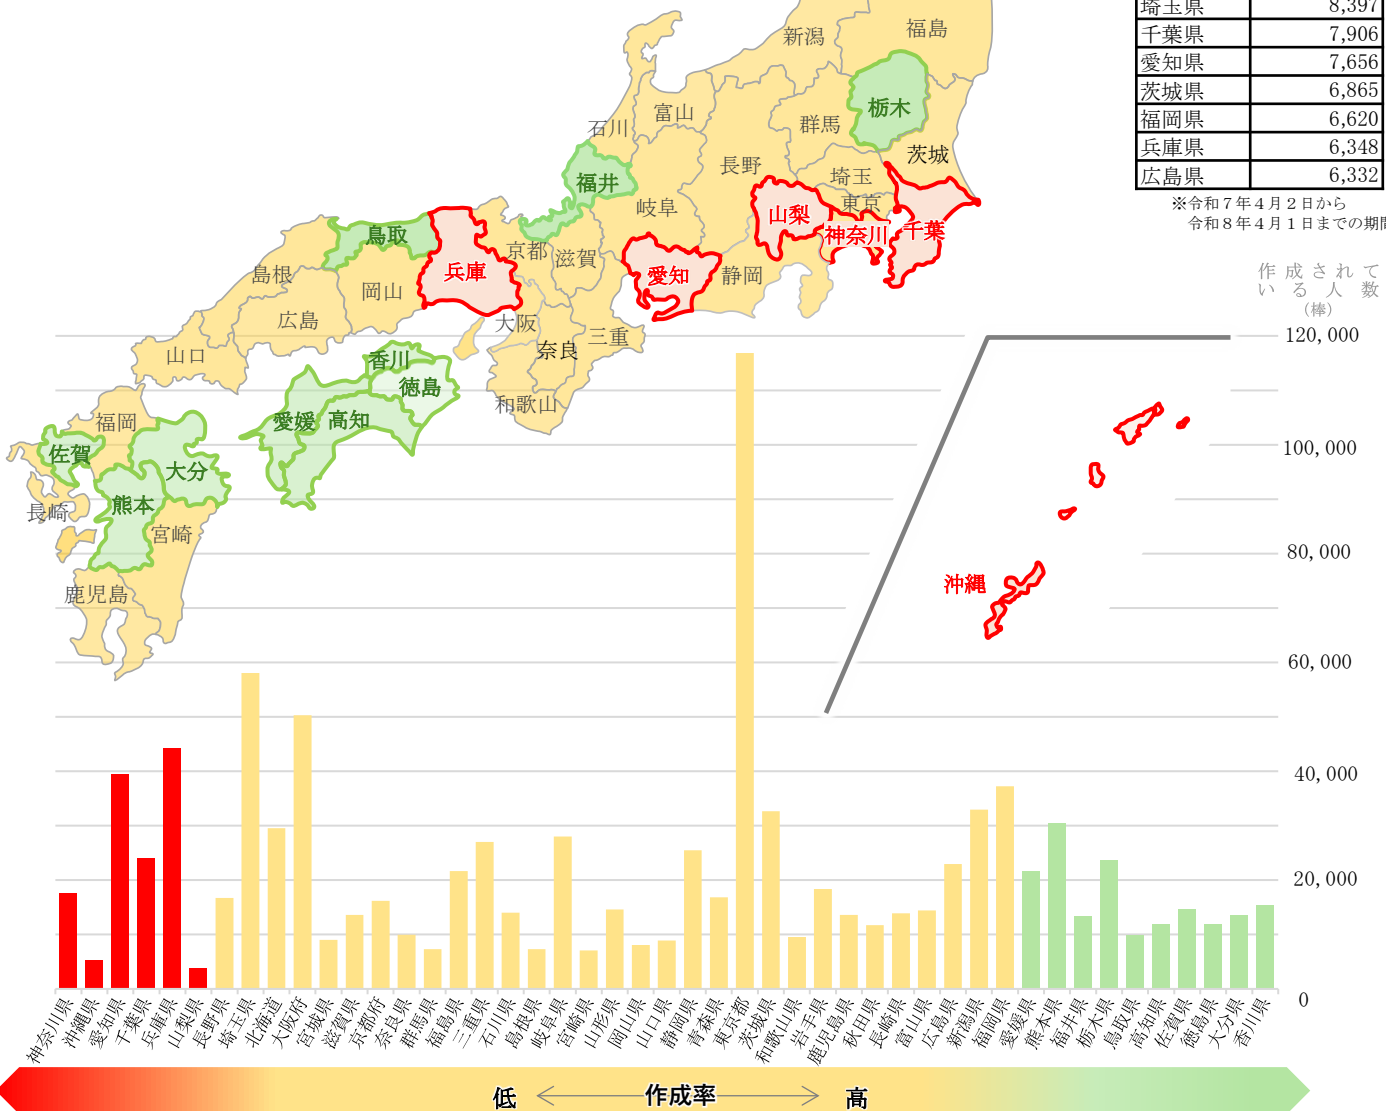 埼玉県 8,397
千葉県 7,906
愛知県 7,656
茨城県 6,865
福岡県 6,620
兵庫県 6,348
広島県 6,332
※令和７年４月２日から
令和８年４月１日までの期間
福島
新潟
栃木
富山
石川
群馬
茨城
長野
埼玉
福井
東京
岐阜
山梨
神奈川
千葉
鳥取
京都
滋賀
島根
兵庫
愛知
静岡
岡山
広島
大阪
三重
奈良
山口
香川
徳島
和歌山
愛媛
高知
福岡
佐賀
大分
長崎
熊本
宮崎
鹿児島
沖縄
作成されて
いる人数
(棒)
120,000
100,000
80,000
60,000
40,000
20,000
0
神奈川県
沖縄県
愛知県
千葉県
兵庫県
山梨県
長野県
埼玉県
北海道
大阪府
宮城県
滋賀県
京都府
奈良県
群馬県
福島県
三重県
石川県
島根県
岐阜県
宮崎県
山形県
岡山県
山口県
静岡県
青森県
東京都
茨城県
和歌山県
岩手県
鹿児島県
秋田県
長崎県
富山県
広島県
新潟県
福岡県
愛媛県
熊本県
福井県
栃木県
鳥取県
高知県
佐賀県
徳島県
大分県
香川県
低 作成率 高